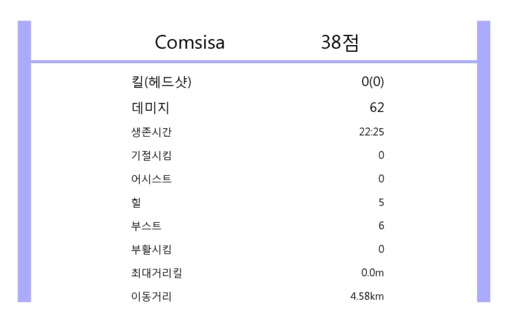 Comsisa 38점
킬(헤드샷) 0(0)
데미지 62
생존시간 22:25
기절시킴 0
어시스트 0
힐 5
부스트 6
부활시킴 0
최대거리킬 0.0m
이동거리 4.58km